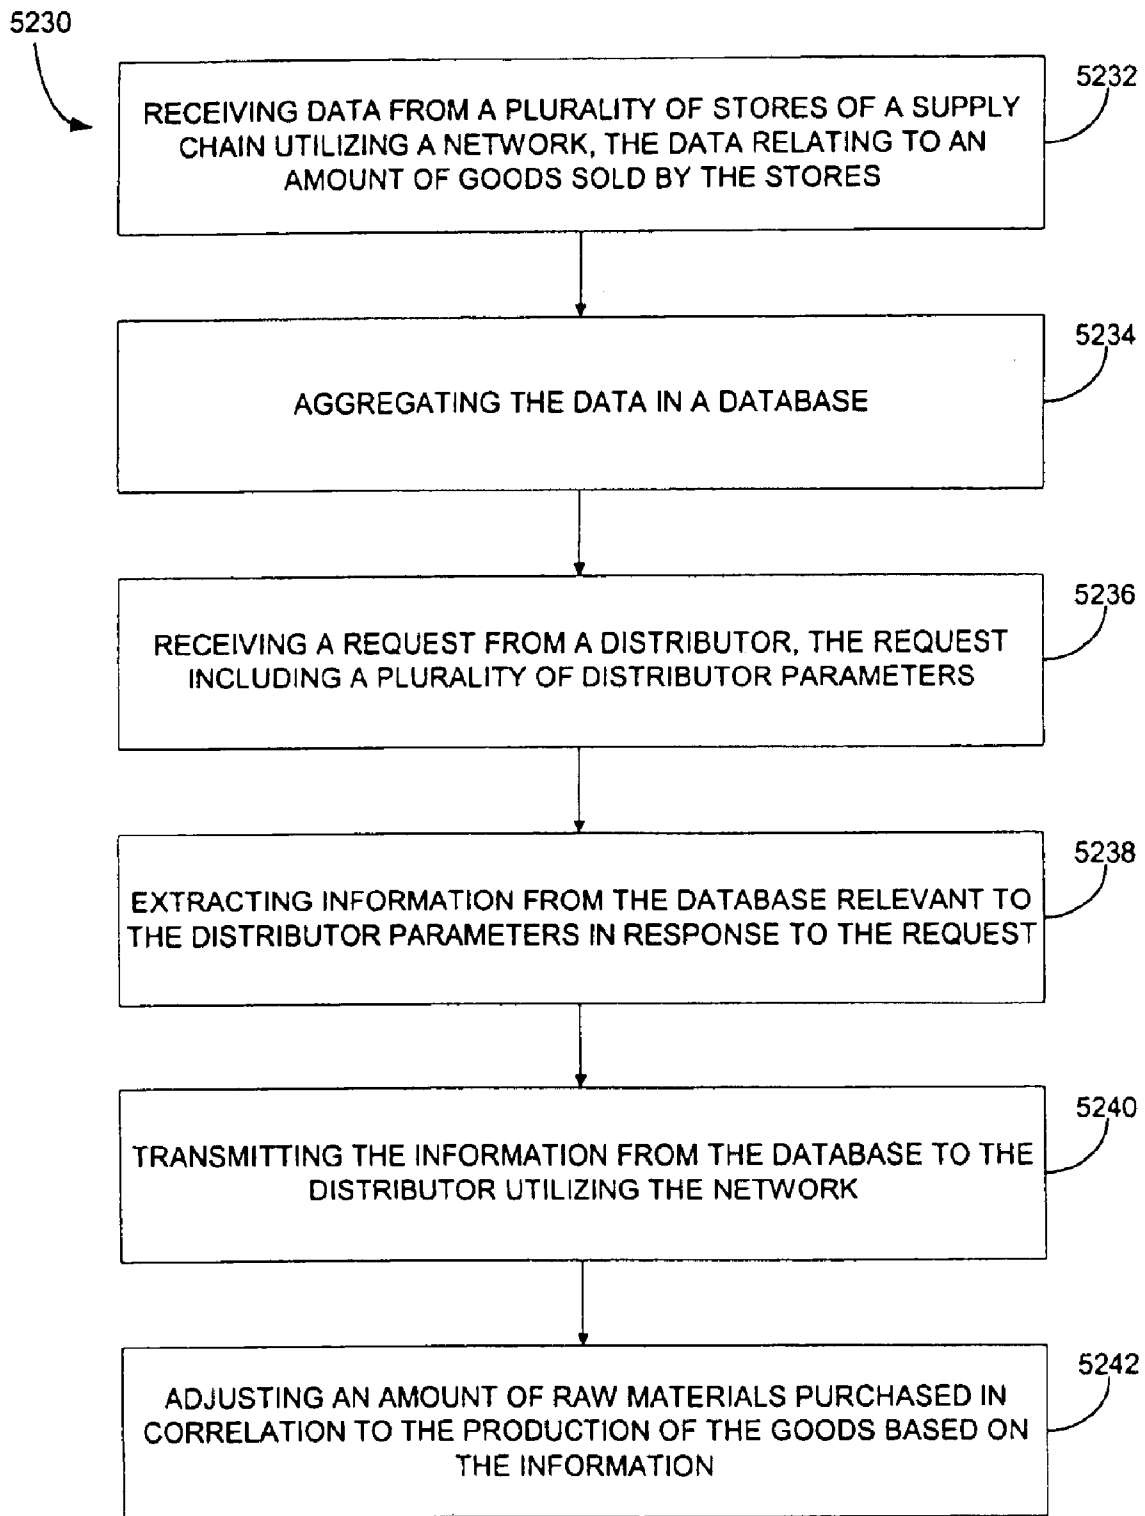 5230
5232
RECEIVING DATA FROM A PLURALITY OF STORES OF A SUPPLY
CHAIN UTILIZING A NETWORK, THE DATA RELATING TO AN
AMOUNT OF GOODS SOLD BY THE STORES
5234
AGGREGATING THE DATA IN A DATABASE
5236
RECEIVING A REQUEST FROM A DISTRIBUTOR, THE REQUEST
INCLUDING A PLURALITY OF DISTRIBUTOR PARAMETERS
5238
EXTRACTING INFORMATION FROM THE DATABASE RELEVANT TO
THE DISTRIBUTOR PARAMETERS IN RESPONSE TO THE REQUEST
5240
TRANSMITTING THE INFORMATION FROM THE DATABASE TO THE
DISTRIBUTOR UTILIZING THE NETWORK
5242
ADJUSTING AN AMOUNT OF RAW MATERIALS PURCHASED IN
CORRELATION TO THE PRODUCTION OF THE GOODS BASED ON
THE INFORMATION